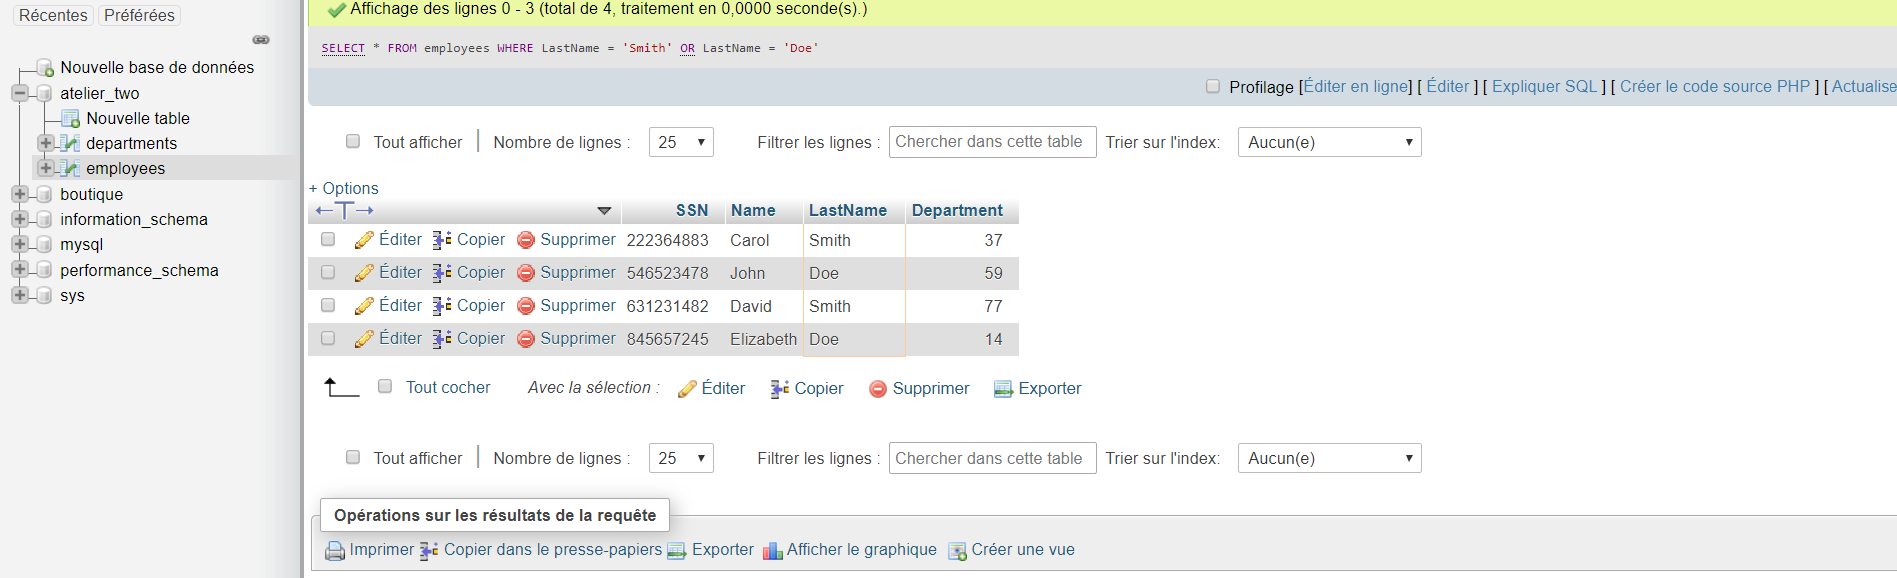 Récentes Préférées
Nouvelle base de données
atelier_two
Nouvelle table
departments
employees
boutique
information_schema
mysql
performance_schema
sys
Affichage des lignes 0 - 3 (total de 4, traitement en 0,0000 seconde(s).)
SELECT * FROM employees WHERE LastName = 'Smith' OR LastName = 'Doe'
Profilage [Éditer en ligne] [ Éditer ] [ Expliquer SQL ] [ Créer le code source PHP ] [ Actualise
Tout afficher | Nombre de lignes : 25 Filtrer les lignes : Chercher dans cette table Trier sur l'index: Aucun(e)
+ Options
SSN Name LastName Department
Éditer Copier Supprimer 222364883 Carol Smith 37
Éditer Copier Supprimer 546523478 John Doe 59
Éditer Copier Supprimer 631231482 David Smith 77
Éditer Copier Supprimer 845657245 Elizabeth Doe 14
Tout cocher Avec la sélection : Éditer Copier Supprimer Exporter
Tout afficher | Nombre de lignes : 25 Filtrer les lignes : Chercher dans cette table Trier sur l'index: Aucun(e)
Opérations sur les résultats de la requête
Imprimer Copier dans le presse-papiers Exporter Afficher le graphique Créer une vue